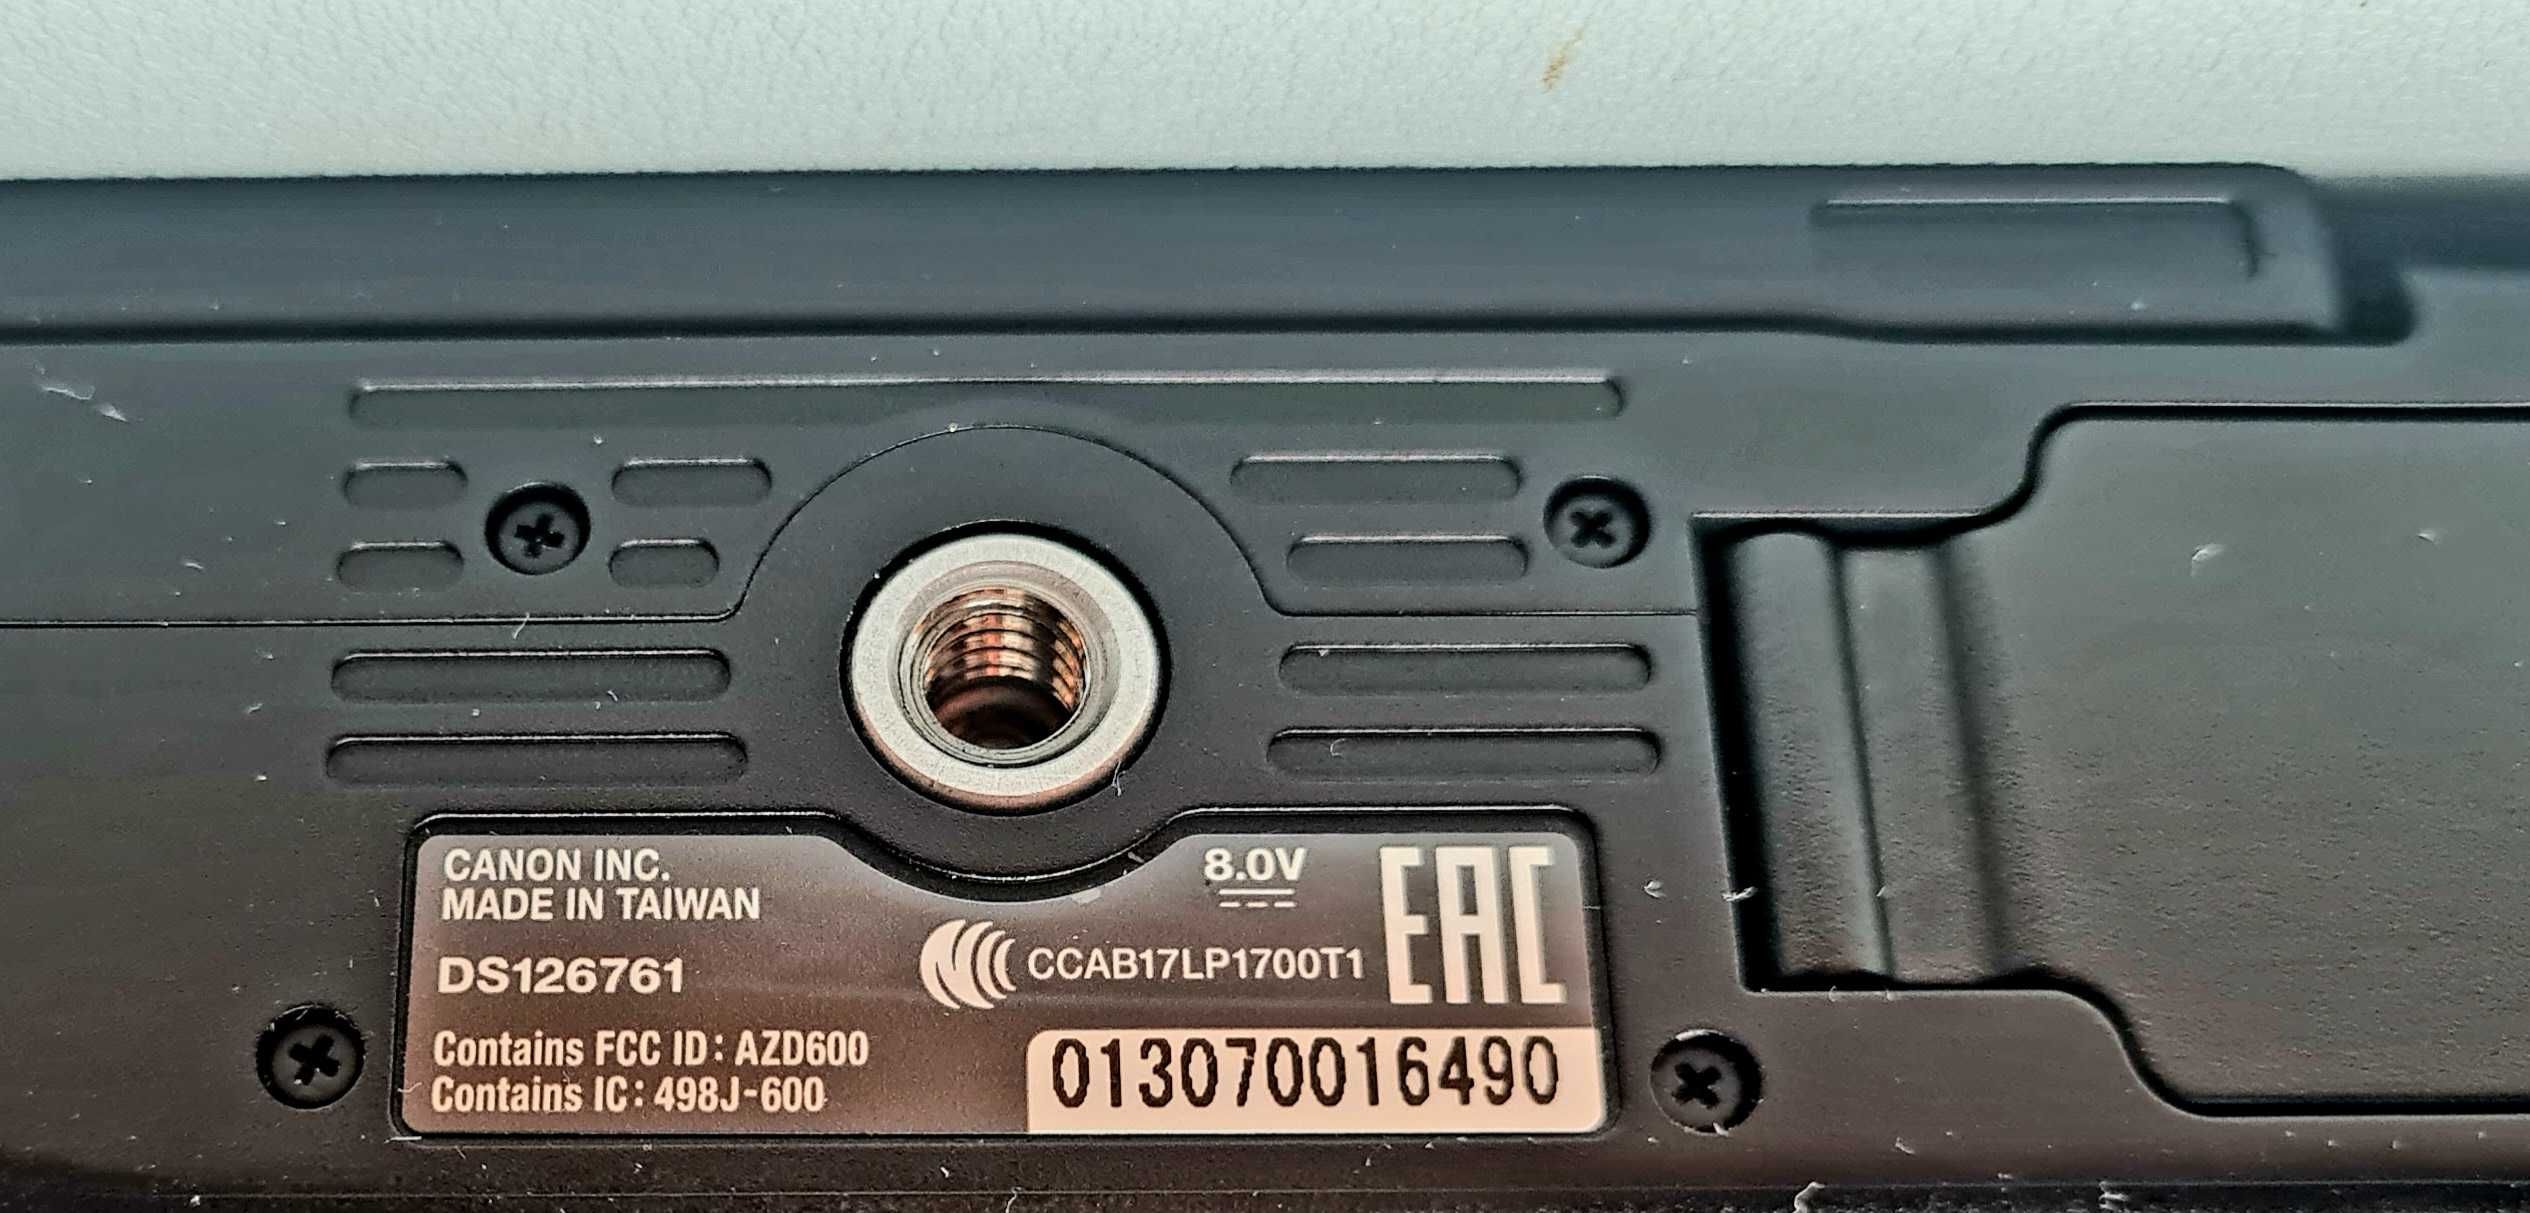 CANON INC.
MADE IN TAIWAN
8.0V
EAC
DS126761
CCAB17LP1700T1
Contains FCC ID: AZD600
Contains IC: 498J-600
013070016490